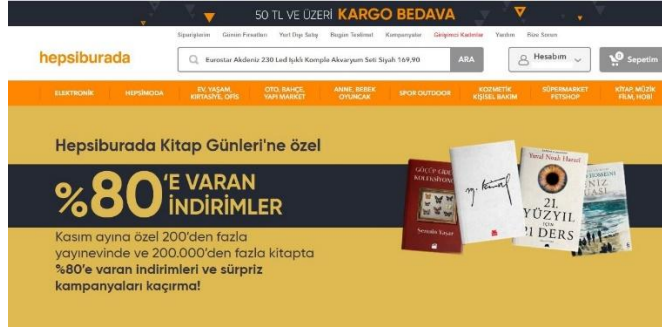 50 TL VE ÜZERİ KARGO BEDAVA
Siparişlerim Günün Fırsatları Yurt Dışı Satış Bugün Teslimat Kampanyalar Girişimci Kadınlar Yardım Bize Sorun
hepsiburada
Eurostar Akdeniz 230 Led Işıklı Komple Akvaryum Seti Siyah 169,90
ARA
Hesabım
0 Sepetim
ELEKTRONİK
HEPSİMODA
EV, YAŞAM,
KIRTASİYE, OFİS
OTO, BAHÇE,
YAPI MARKET
ANNE, BEBEK
OYUNCAK
SPOR OUTDOOR
KOZMETİK
KİŞİSEL BAKIM
SÜPERMARKET
PETSHOP
KİTAP, MÜZİK
FİLM, HOBİ
Hepsiburada Kitap Günleri'ne özel
%80'E VARAN
İNDİRİMLER
Kasım ayına özel 200'den fazla
yayınevinde ve 200.000'den fazla kitapta
%80'e varan indirimleri ve sürpriz
kampanyaları kaçırma!
KOLEKSİYONU
m. Kemal
Yuval Noah Harari
21.
YÜZYIL
İÇİN
DERS